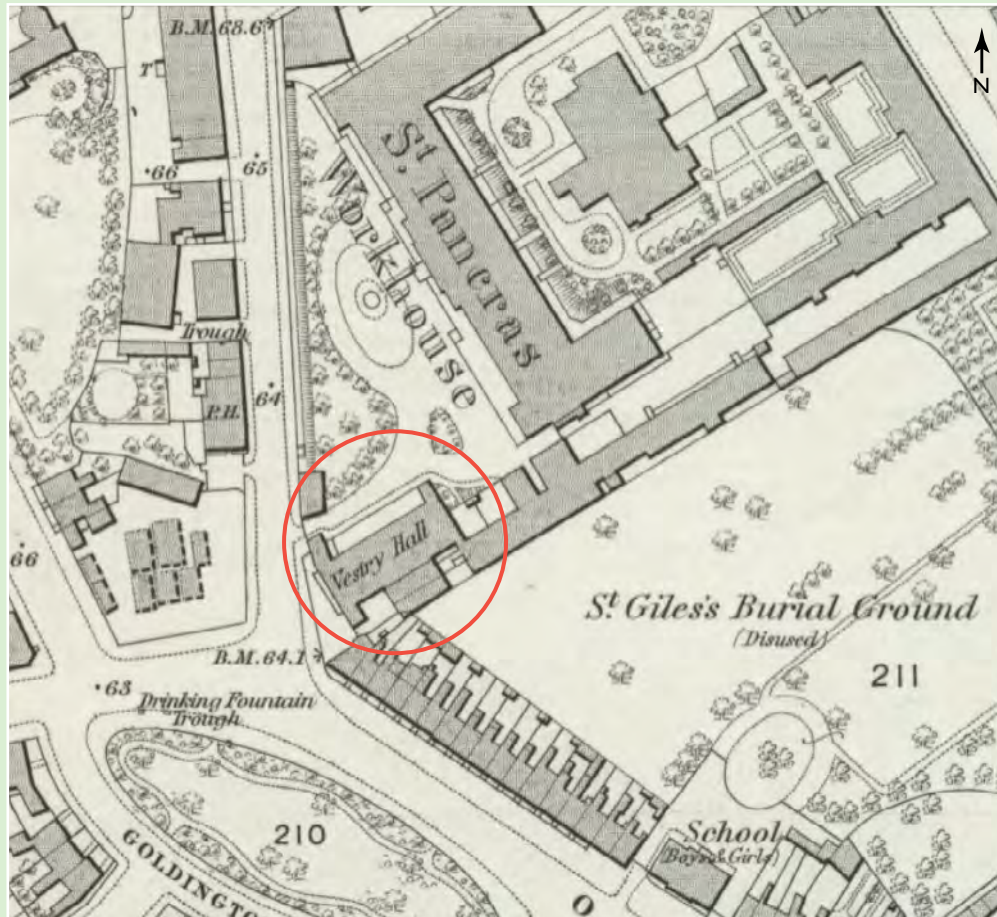 B.M. 68.6
N
T
.66
65
St. Pancras
Workhouse
Trough
P.H.
64
66
Vestry Hall
St. Giles's Burial Ground
(Disused)
B.M. 64.1
211
.63
Drinking Fountain
Trough
210
School
(Boys & Girls)
GOLDINGTO
O